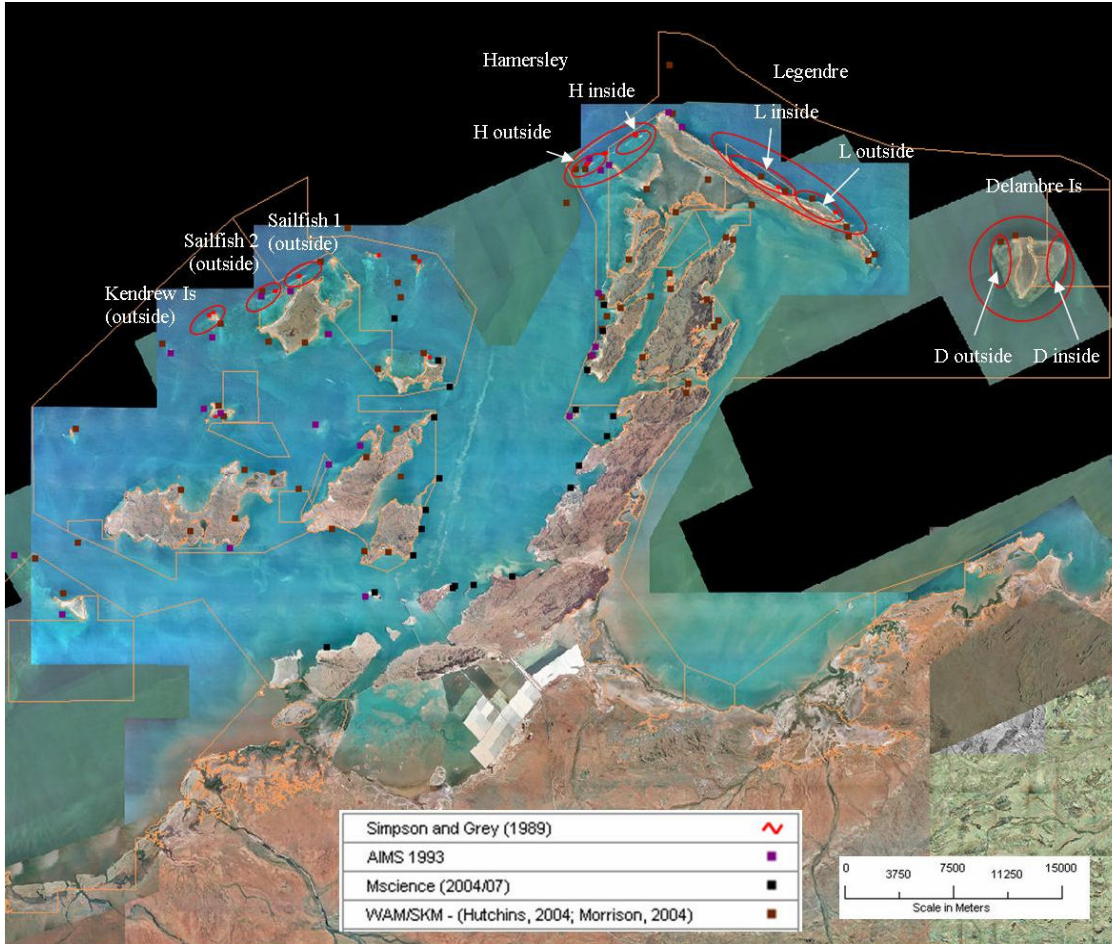 Hamersley
Legendre
H inside
L inside
H outside
L outside
Delambre Is
Sailfish 1
(outside)
Sailfish 2
(outside)
Kendrew Is
(outside)
D outside
D inside
Simpson and Grey (1989)
AIMS 1993
Mscience (2004/07)
WAM/SKM - (Hutchins, 2004; Morrison, 2004)
0 3750 7500 11250 15000
Scale in Meters